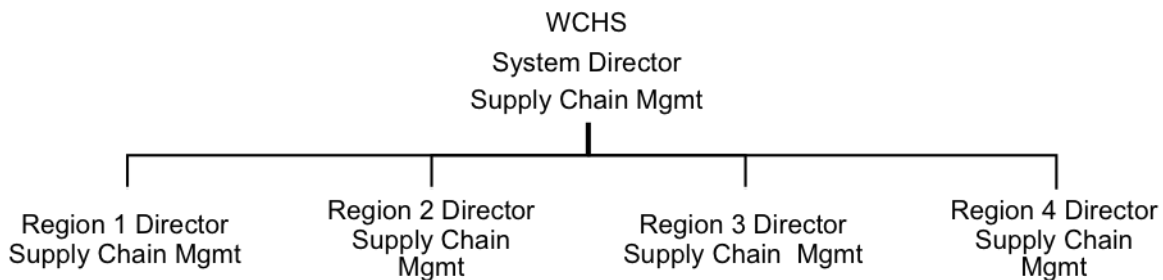 WCHS
System Director
Supply Chain Mgmt
Region 1 Director
Supply Chain Mgmt
Region 2 Director
Supply Chain
Mgmt
Region 3 Director
Supply Chain  Mgmt
Region 4 Director
Supply Chain
Mgmt